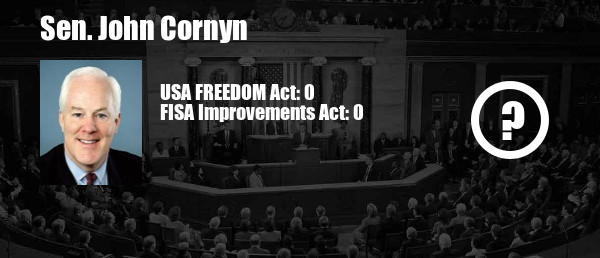 Sen. John Cornyn
USA FREEDOM Act: 0
FISA Improvements Act: 0
?